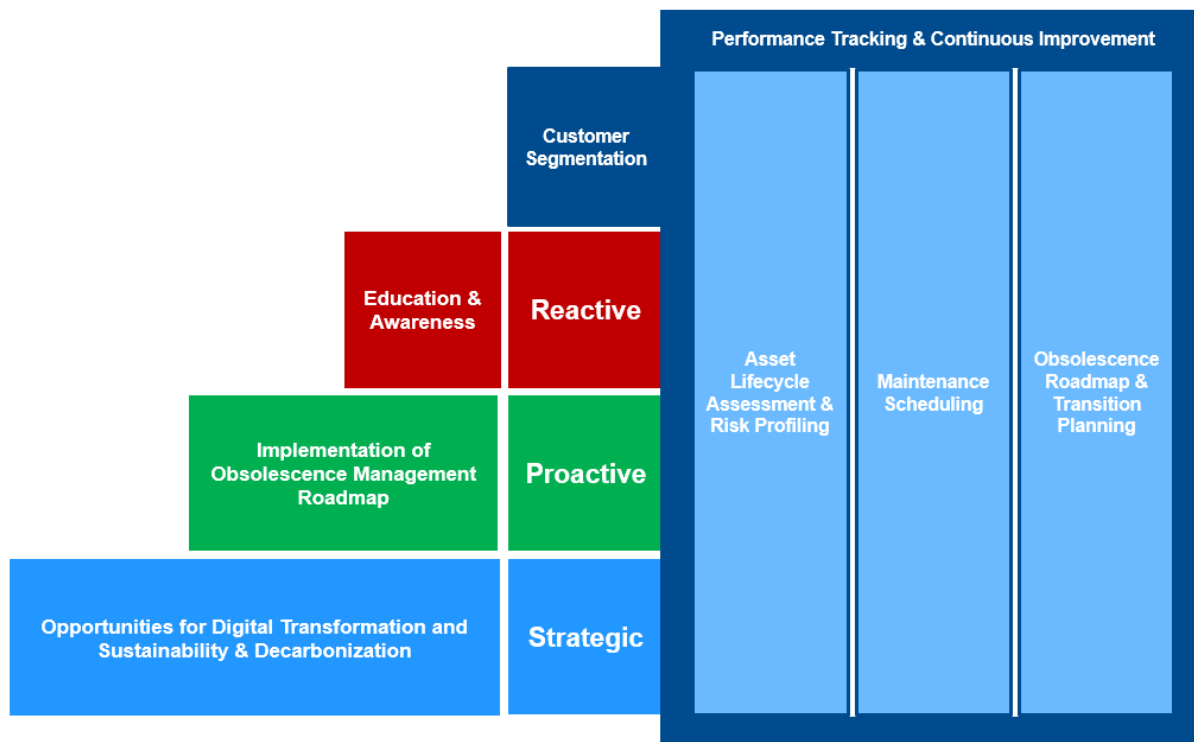 Performance Tracking & Continuous Improvement
Customer
Segmentation
Education &
Awareness
Reactive
Implementation of
Obsolescence Management
Roadmap
Proactive
Opportunities for Digital Transformation and
Sustainability & Decarbonization
Strategic
Asset
Lifecycle
Assessment &
Risk Profiling
Maintenance
Scheduling
Obsolescence
Roadmap &
Transition
Planning